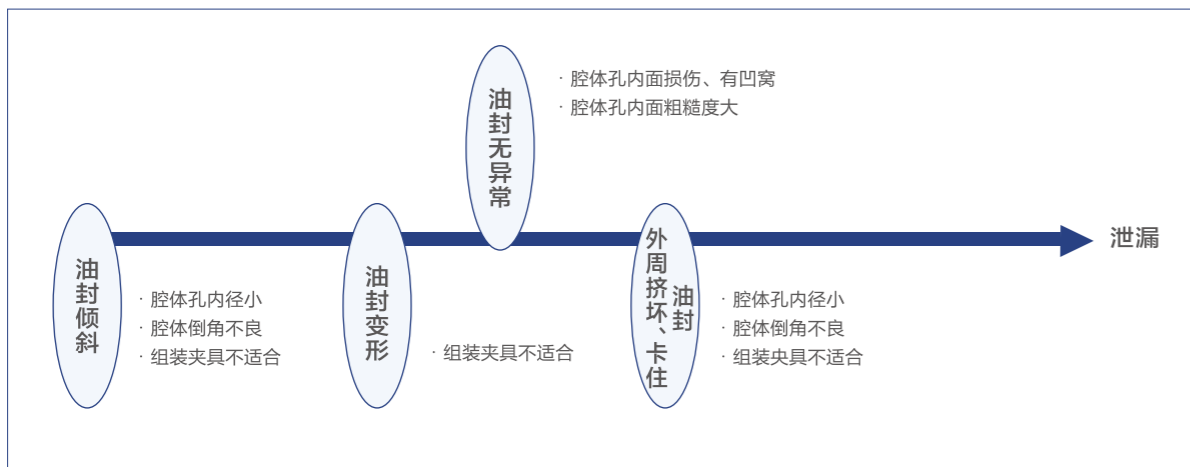 油封无异常
· 腔体孔内面损伤、有凹窝
· 腔体孔内面粗糙度大
泄漏
油封倾斜
· 腔体孔内径小
· 腔体倒角不良
· 组装夹具不适合
油封变形
· 组装夹具不适合
油封
外周挤坏、卡住
· 腔体孔内径小
· 腔体倒角不良
· 组装央具不适合